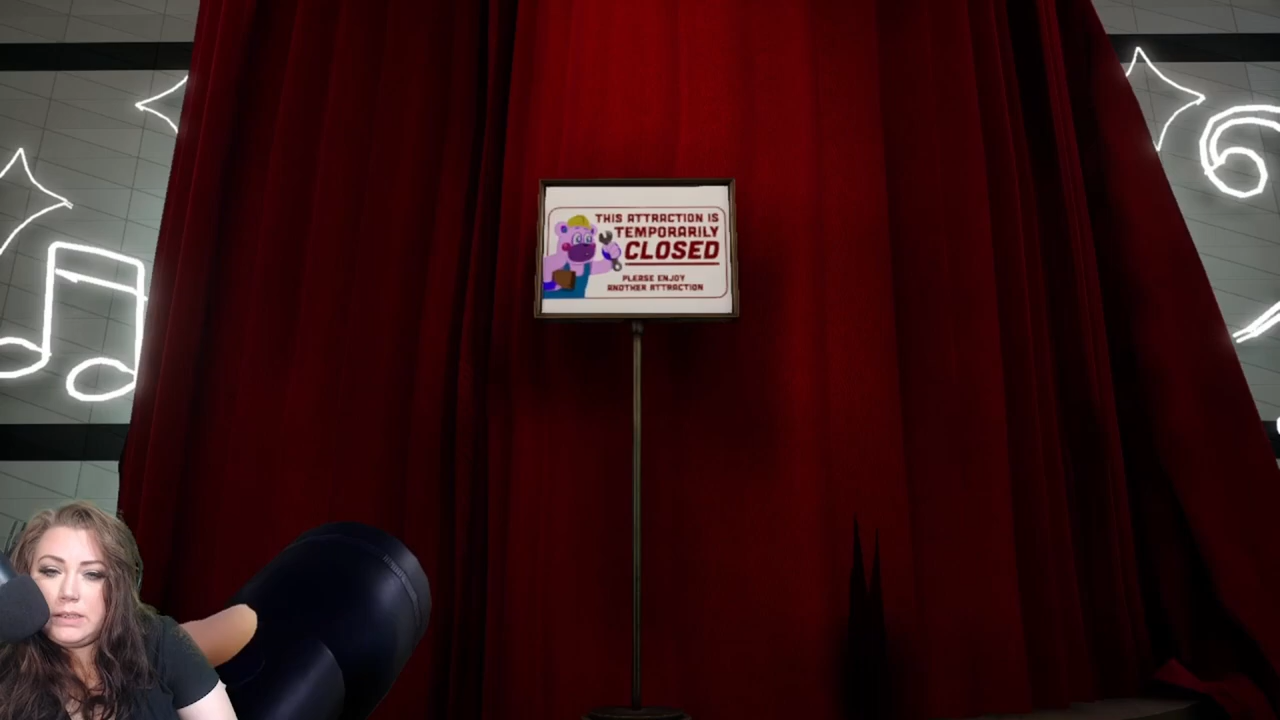 THIS ATTRACTION IS
TEMPORARILY
CLOSED
PLEASE ENJOY
ANOTHER ATTRACTION